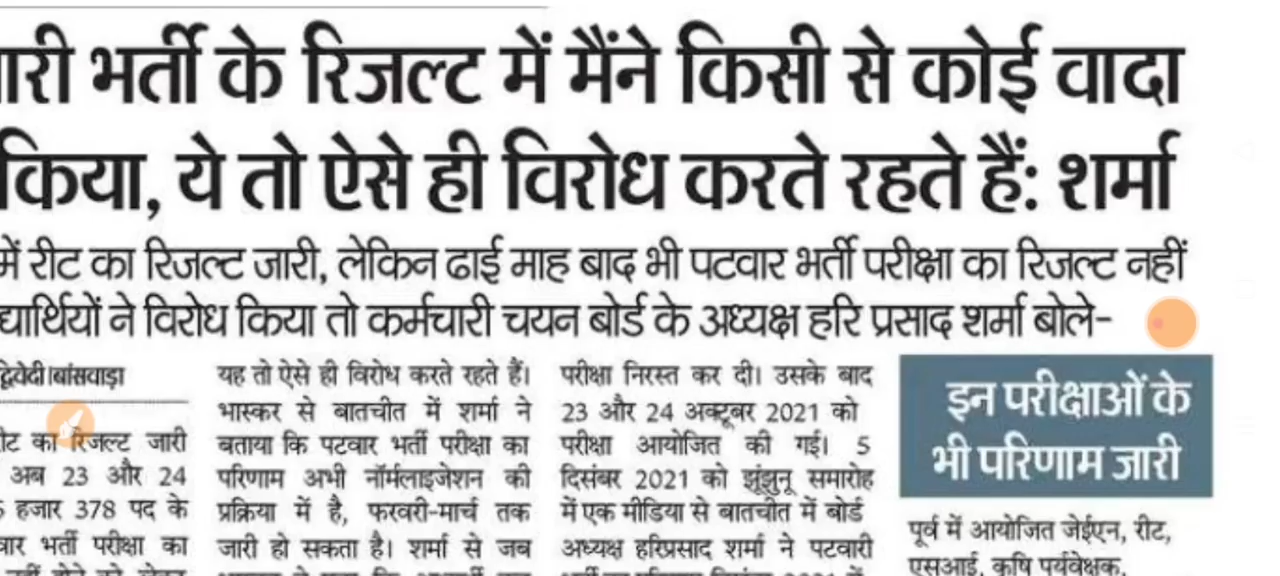 भर्ती के रिजल्ट में मैंने किसी से कोई वादा
किया, ये तो ऐसे ही विरोध करते रहते हैं: शर्मा
में रीट का रिजल्ट जारी, लेकिन ढाई माह बाद भी पटवार भर्ती परीक्षा का रिजल्ट नहीं
ने विरोध किया तो कर्मचारी चयन बोर्ड के अध्यक्ष हरि प्रसाद शर्मा बोले-
द्विवेदी।बांसवाड़ा
का रिजल्ट जारी
अब 23 और 24
हजार 378 पद के
भर्ती परीक्षा का
यह तो ऐसे ही विरोध करते रहते हैं।
भास्कर से बातचीत में शर्मा ने
बताया कि पटवार भर्ती परीक्षा का
परिणाम अभी नॉर्मलाइजेशन की
प्रक्रिया में है, फरवरी-मार्च तक
जारी हो सकता है। शर्मा से जब
परीक्षा निरस्त कर दी। उसके बाद
23 और 24 अक्टूबर 2021 को
परीक्षा आयोजित की गई। 5
दिसंबर 2021 को झुंझुनू समारोह
में एक मीडिया से बातचीत में बोर्ड
अध्यक्ष हरिप्रसाद शर्मा ने पटवारी
इन परीक्षाओं के
भी परिणाम जारी
पूर्व में आयोजित जेईएन, रीट,
एसआई, कृषि पर्यवेक्षक,